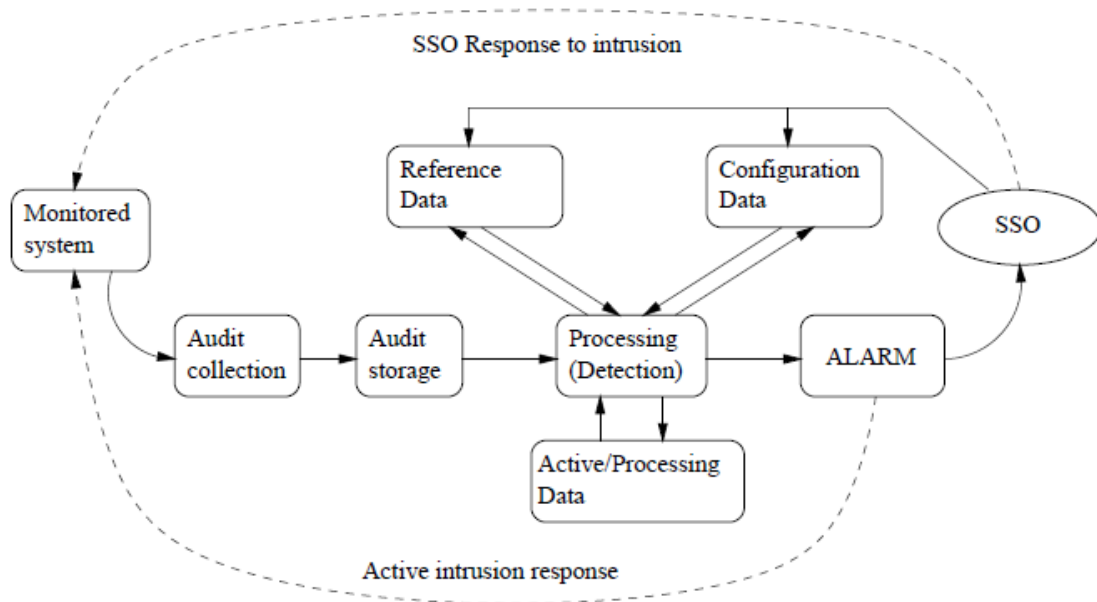 SSO Response to intrusion
Reference
Data
Configuration
Data
Monitored
system
SSO
Audit
collection
Audit
storage
Processing
(Detection)
ALARM
Active/Processing
Data
Active intrusion response